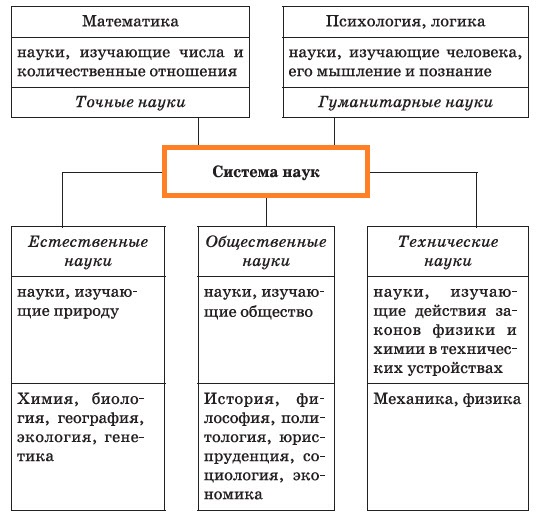 Математика
науки, изучающие числа и
количественные отношения
Точные науки
Психология, логика
науки, изучающие человека,
его мышление и познание
Гуманитарные науки
Система наук
Естественные
науки
науки, изучаю-
щие природу
Химия, биоло-
гия, география,
экология, гене-
тика
Общественные
науки
науки, изучаю-
щие общество
История, фи-
лософия, поли-
тология, юрис-
пруденция, со-
циология, эко-
номика
Технические
науки
науки, изучаю-
щие действия за-
конов физики и
химии в техничес-
ких устройствах
Механика, физика